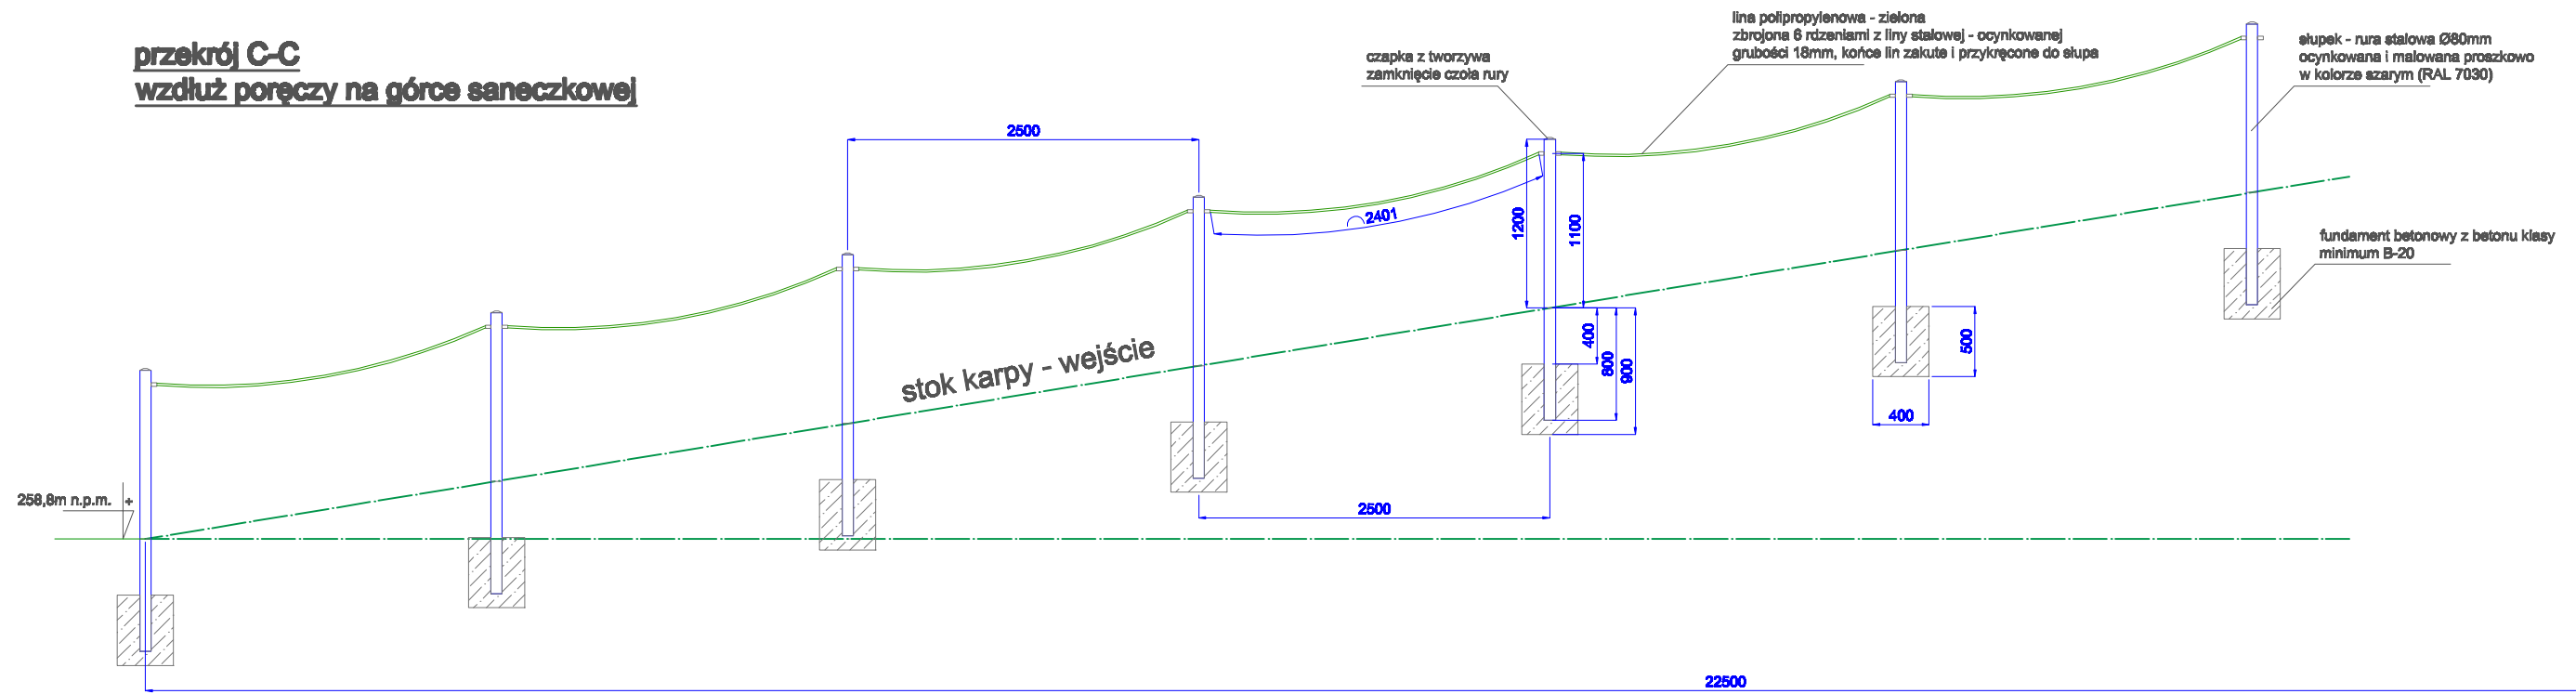 przekrój C-C
wzdłuż poręczy na górce saneczkowej
czapka z tworzywa
zamknięcie czoła rury
lina polipropylenowa - zielona
zbrojona 6 rdzeniami z liny stalowej - ocynkowanej
grubości 18mm, końce lin zakute i przykręcone do słupa
słupek - rura stalowa Ø80mm
ocynkowana i malowana proszkowo
w kolorze szarym (RAL 7030)
2500
2401
1200
1100
fundament betonowy z betonu klasy
minimum B-20
400
800
900
500
400
stok karpy - wejście
258,8m n.p.m.
+
2500
22500